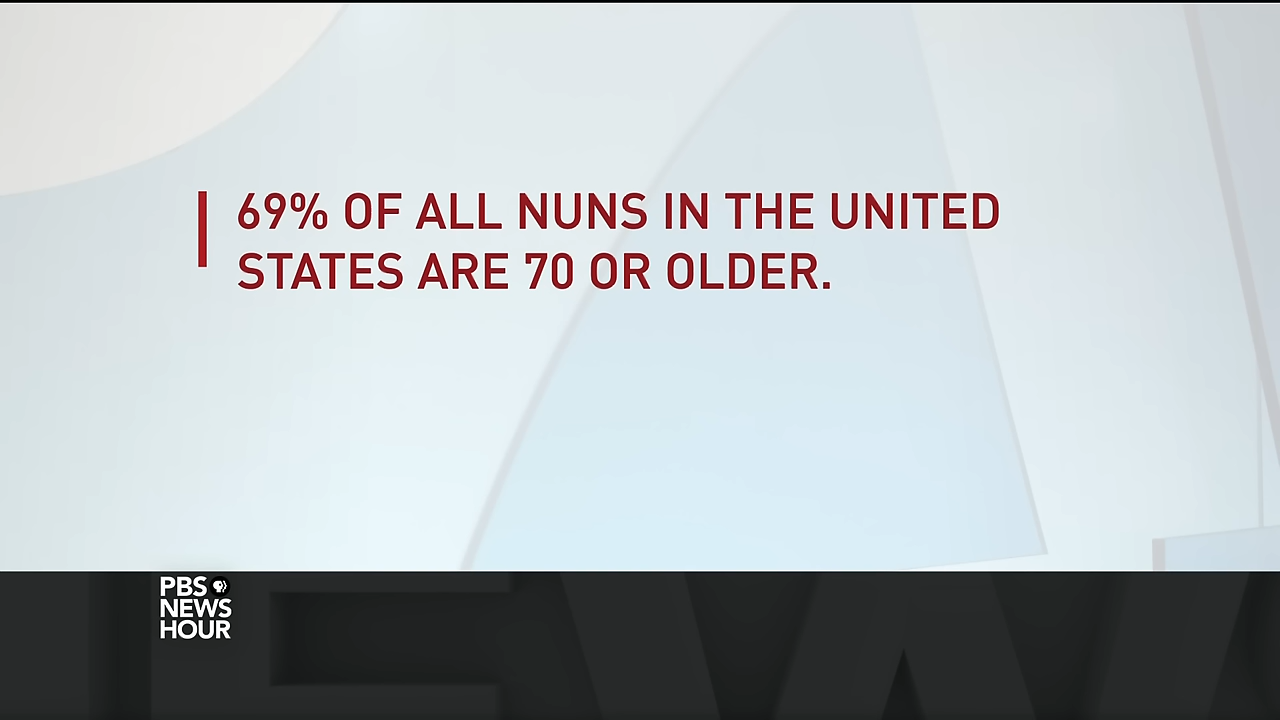 69% OF ALL NUNS IN THE UNITED
STATES ARE 70 OR OLDER.
PBS
NEWS
HOUR